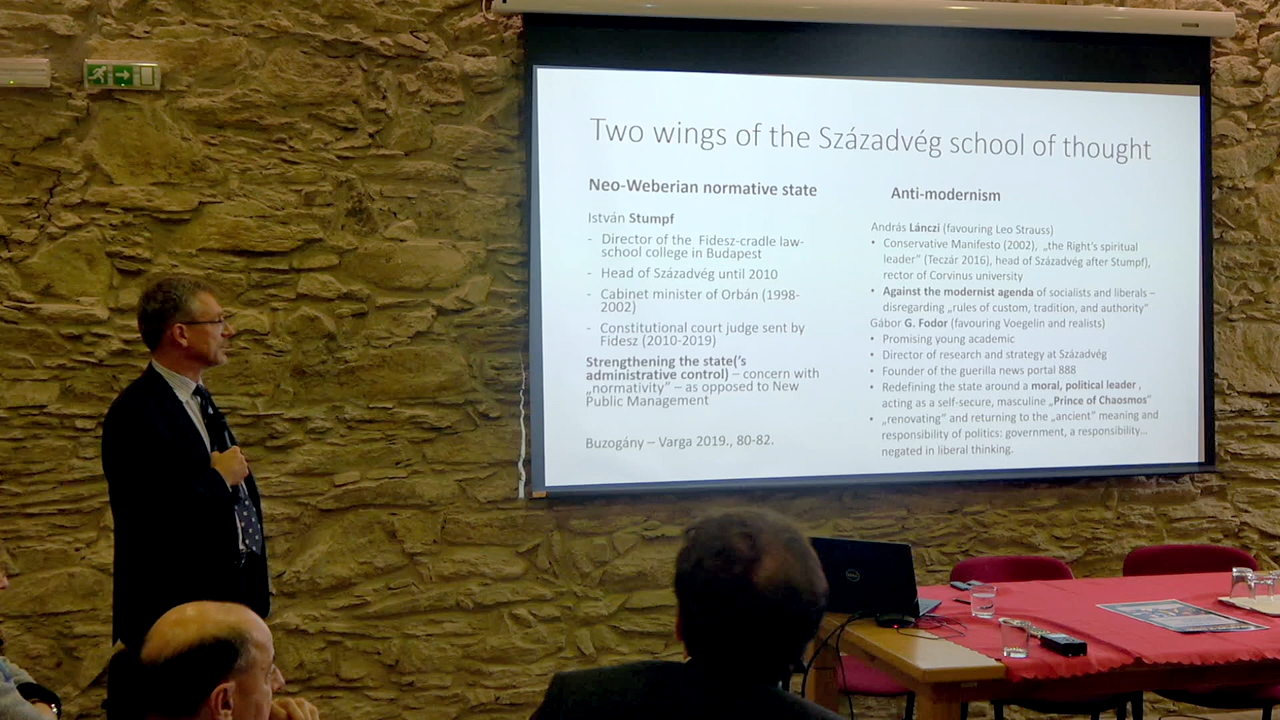 Two wings of the Századvég school of thought
Neo-Weberian normative state
István Stumpf
- Director of the Fidesz-cradle law-
school college in Budapest
- Head of Századvég until 2010
- Cabinet minister of Orbán (1998-
2002)
- Constitutional court judge sent by
Fidesz (2010-2019)
Strengthening the state('s
administrative control) – concern with
„normativity" – as opposed to New
Public Management
Buzogány – Varga 2019., 80-82.
Anti-modernism
András Lánczi (favouring Leo Strauss)
• Conservative Manifesto (2002), „the Right's spiritual
leader" (Teczár 2016), head of Századvég after Stumpf),
rector of Corvinus university
• Against the modernist agenda of socialists and liberals –
disregarding „rules of custom, tradition, and authority"
Gábor G. Fodor (favouring Voegelin and realists)
• Promising young academic
• Director of research and strategy at Századvég
• Founder of the guerilla news portal 888
• Redefining the state around a moral, political leader ,
acting as a self-secure, masculine „Prince of Chaosmos"
• „renovating" and returning to the „ancient" meaning and
responsibility of politics: government, a responsibility...
negated in liberal thinking.